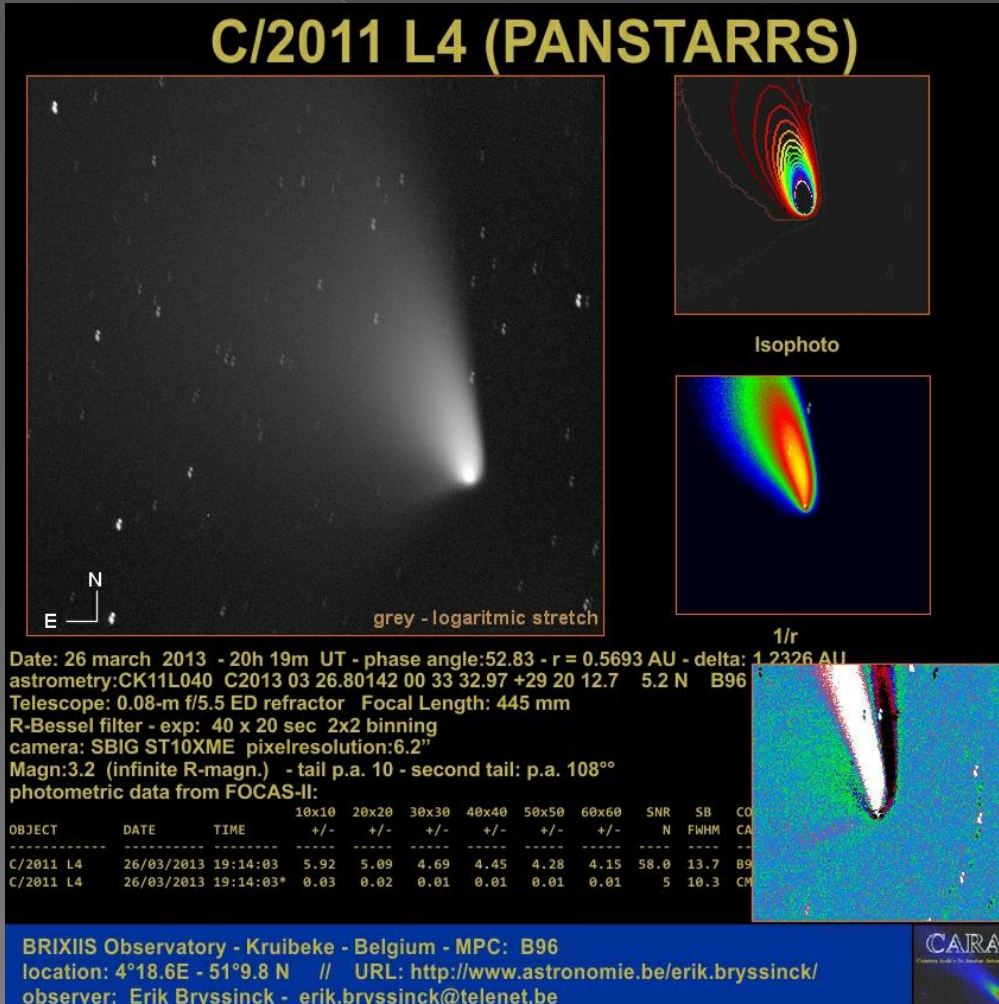 C/2011 L4 (PANSTARRS)
N
E
grey - logaritmic stretch
Isophoto
1/r
Date: 26 march 2013 - 20h 19m UT - phase angle:52.83 - r = 0.5693 AU - delta: 1.2326 AU
astrometry:CK11L040 C2013 03 26.80142 00 33 32.97 +29 20 12.7 5.2 N B96
Telescope: 0.08-m f/5.5 ED refractor Focal Length: 445 mm
R-Bessel filter - exp: 40 x 20 sec 2x2 binning
camera: SBIG ST10XME pixelresolution:6.2”
Magn:3.2 (infinite R-magn.) - tail p.a. 10 - second tail: p.a. 108°°
photometric data from FOCAS-II:
10x10 20x20 30x30 40x40 50x50 60x60 SNR SB CO
OBJECT DATE TIME +/- +/- +/- +/- +/- +/- N FWHM CA
------------ ---------- -------- ----- ----- ----- ----- ----- ----- ---- ---- --
C/2011 L4 26/03/2013 19:14:03 5.92 5.09 4.69 4.45 4.28 4.15 58.0 13.7 B9
C/2011 L4 26/03/2013 19:14:03* 0.03 0.02 0.01 0.01 0.01 0.01 5 10.3 CM
BRIXIIS Observatory - Kruibeke - Belgium - MPC: B96
location: 4°18.6E - 51°9.8 N // URL: http://www.astronomie.be/erik.bryssinck/
observer: Erik Bryssinck - erik.bryssinck@telenet.be
CARA